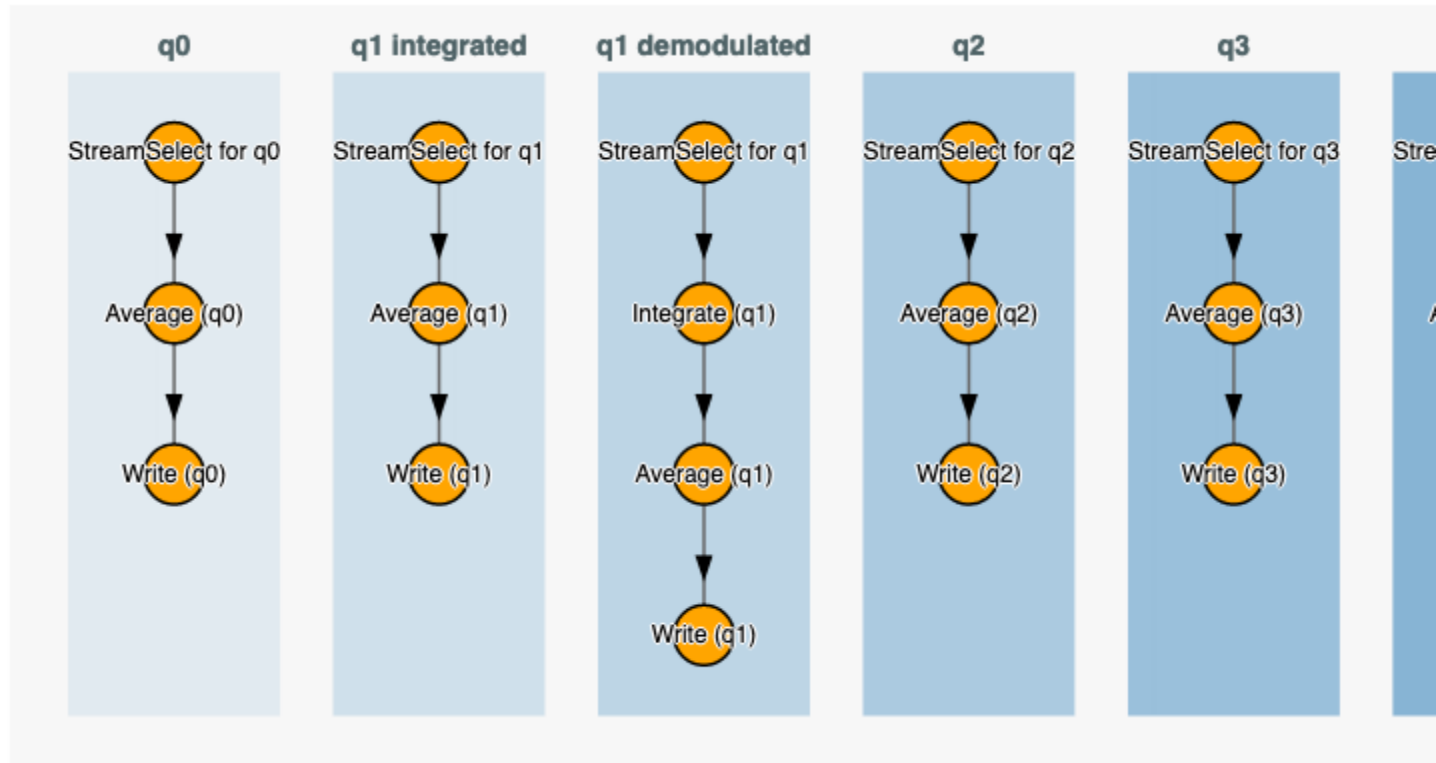 q0 q1 integrated q1 demodulated q2 q3
StreamSelect for q0 StreamSelect for q1 StreamSelect for q1 StreamSelect for q2 StreamSelect for q3 Stre
Average (q0) Average (q1) Integrate (q1) Average (q2) Average (q3)
Write (q0) Write (q1) Average (q1) Write (q2) Write (q3)
Write (q1)